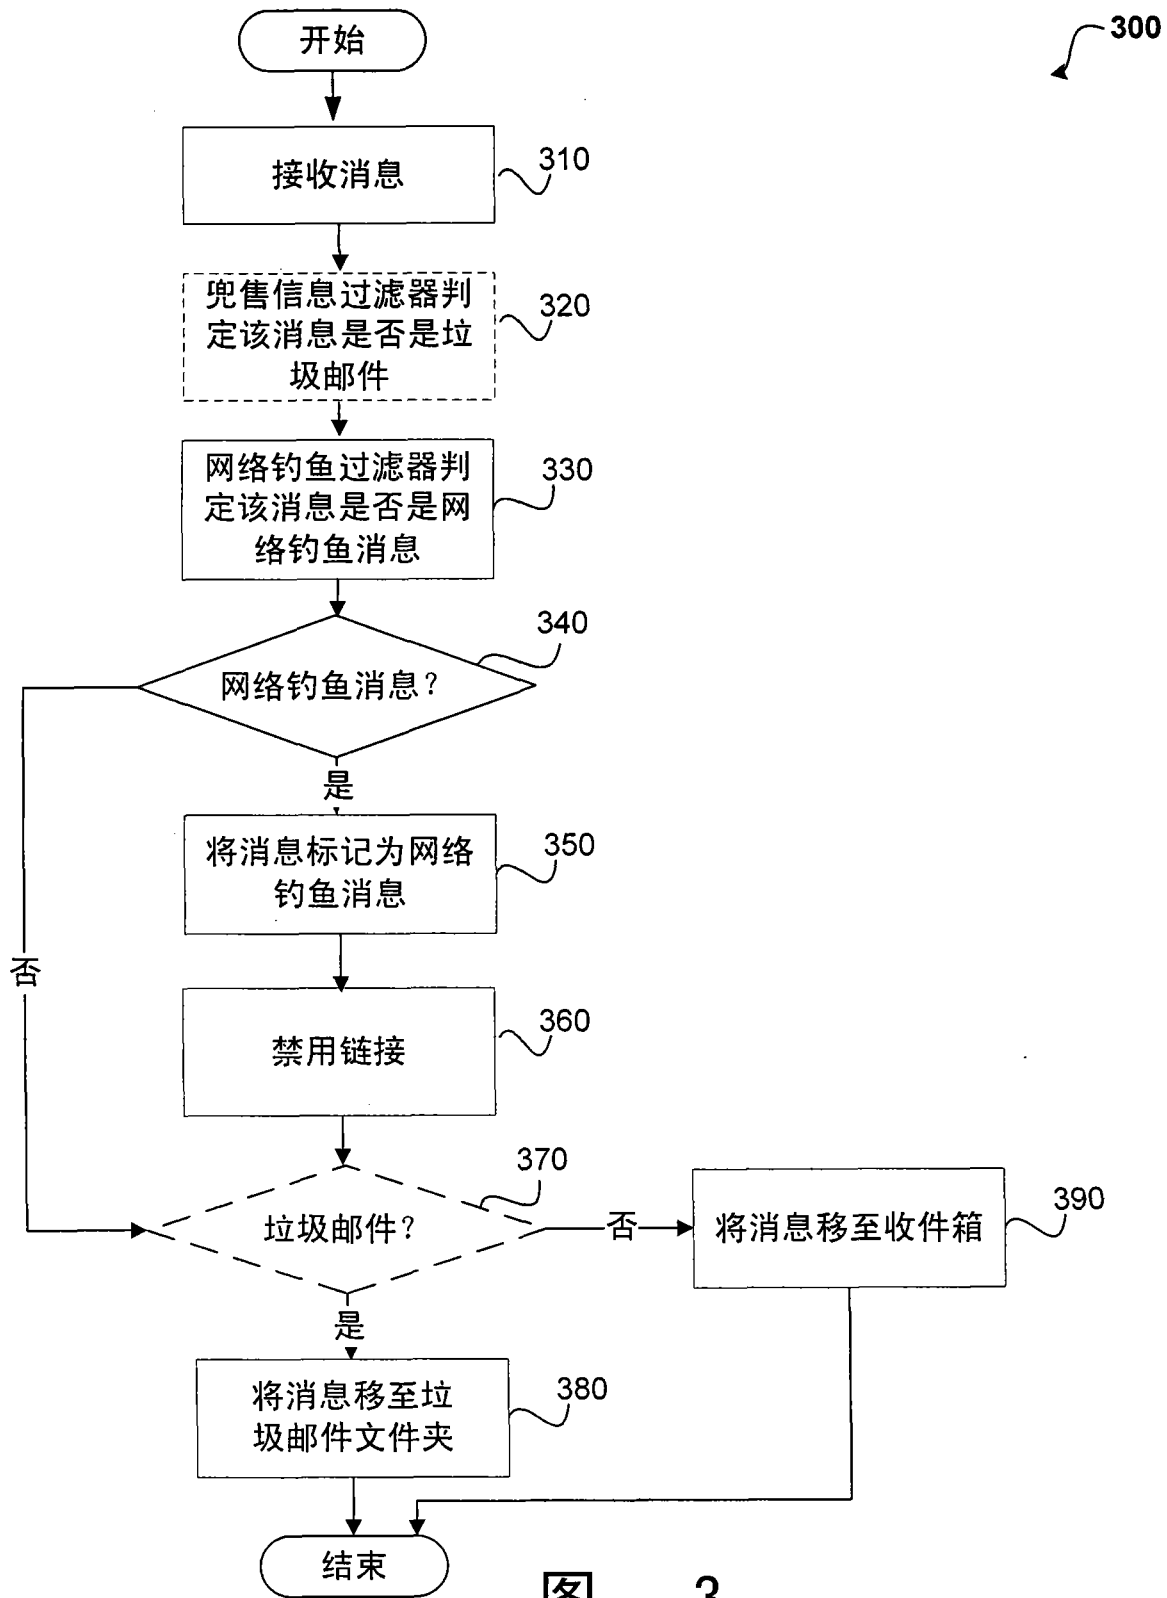 开始
300
接收消息
310
兜售信息过滤器判
定该消息是否是垃
圾邮件
320
网络钓鱼过滤器判
定该消息是否是网
络钓鱼消息
330
340
网络钓鱼消息？
是
将消息标记为网络
钓鱼消息
350
否
禁用链接
360
370
垃圾邮件？
否
将消息移至收件箱
390
是
将消息移至垃
圾邮件文件夹
380
结束
图 3